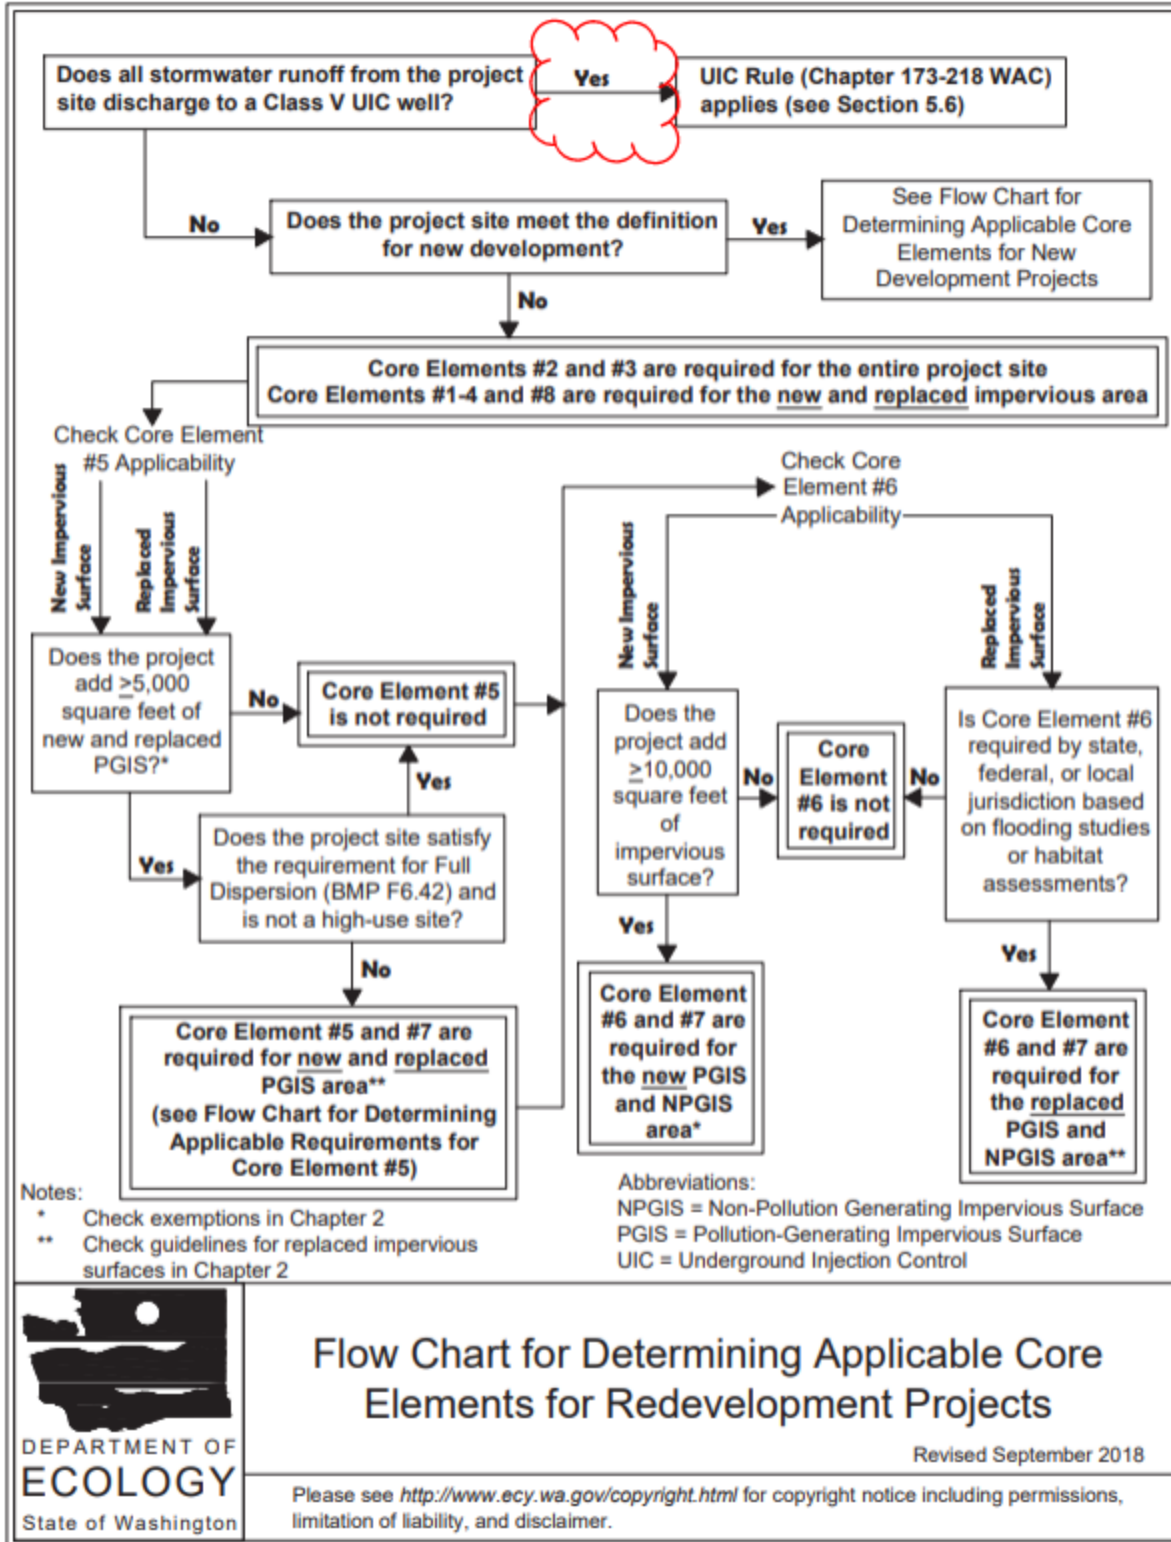 Does all stormwater runoff from the project
site discharge to a Class V UIC well?
Yes
UIC Rule (Chapter 173-218 WAC)
applies (see Section 5.6)
No
Does the project site meet the definition
for new development?
Yes
See Flow Chart for
Determining Applicable Core
Elements for New
Development Projects
No
Core Elements #2 and #3 are required for the entire project site
Core Elements #1-4 and #8 are required for the new and replaced impervious area
Check Core Element
#5 Applicability
New Impervious
Surface
Replaced
Impervious
Surface
Does the project
add >5,000
square feet of
new and replaced
PGIS?*
No
Core Element #5
is not required
Yes
Yes
Does the project site satisfy
the requirement for Full
Dispersion (BMP F6.42) and
is not a high-use site?
No
Core Element #5 and #7 are
required for new and replaced
PGIS area**
(see Flow Chart for Determining
Applicable Requirements for
Core Element #5)
Check Core
Element #6
Applicability
New Impervious
Surface
Replaced
Impervious
Surface
Does the
project add
>10,000
square feet
of
impervious
surface?
No
Core
Element
#6 is not
required
No
Is Core Element #6
required by state,
federal, or local
jurisdiction based
on flooding studies
or habitat
assessments?
Yes
Core Element
#6 and #7 are
required for
the new PGIS
and NPGIS
area*
Yes
Core Element
#6 and #7 are
required for
the replaced
PGIS and
NPGIS area**
Notes:
* Check exemptions in Chapter 2
** Check guidelines for replaced impervious
surfaces in Chapter 2
Abbreviations:
NPGIS = Non-Pollution Generating Impervious Surface
PGIS = Pollution-Generating Impervious Surface
UIC = Underground Injection Control
DEPARTMENT OF
ECOLOGY
State of Washington
Flow Chart for Determining Applicable Core
Elements for Redevelopment Projects
Revised September 2018
Please see http://www.ecy.wa.gov/copyright.html for copyright notice including permissions,
limitation of liability, and disclaimer.